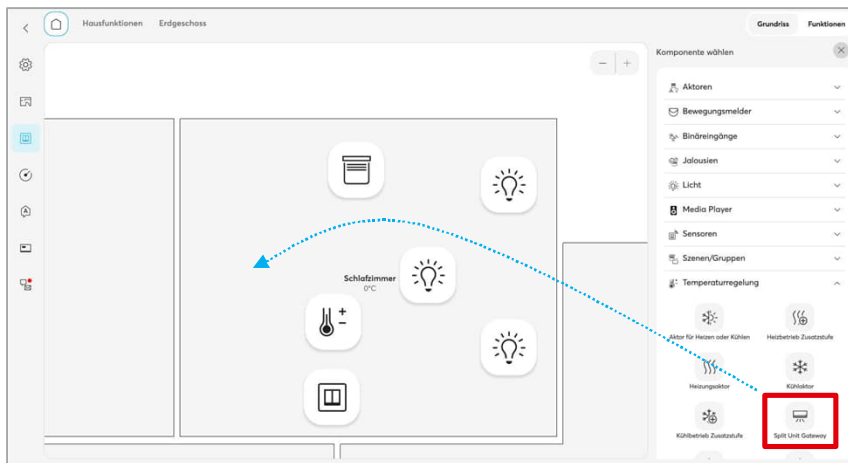 Hausfunktionen Erdgeschoss
Grundriss Funktionen
Komponente wählen
Aktoren
Bewegungsmelder
Binäreingänge
Jalousien
Licht
Media Player
Sensoren
Szenen/Gruppen
Temperaturregelung
Aktor für Heizen oder Kühlen Heizbetrieb Zusatzstufe
Heizungsaktor Kühlaktor
Kühlbetrieb Zusatzstufe Split Unit Gateway
Schlafzimmer
0°C